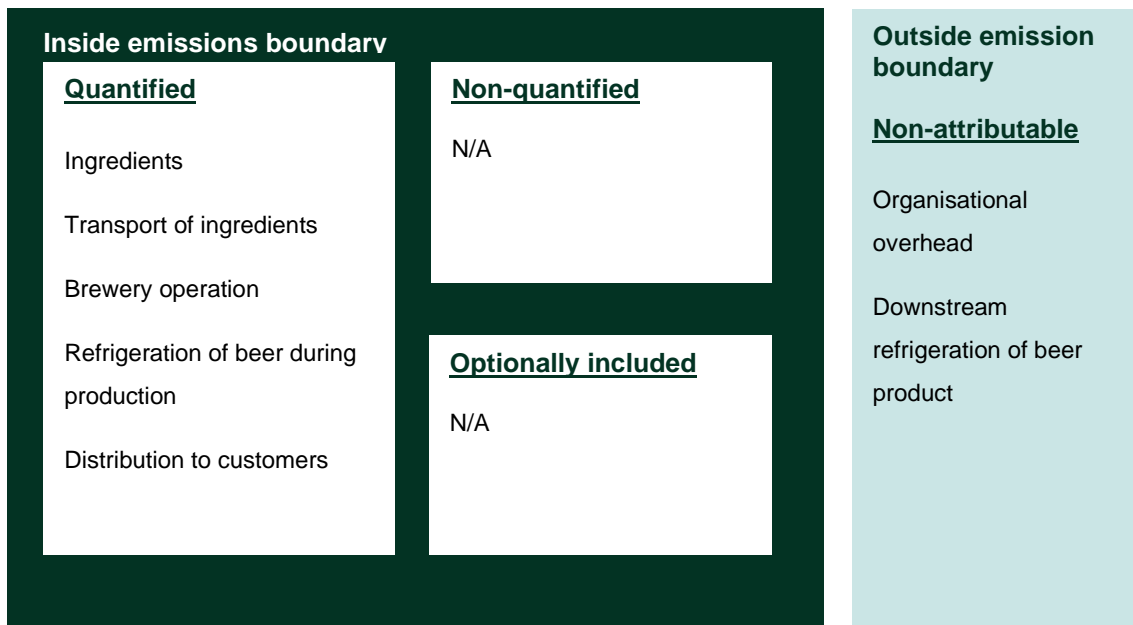 Inside emissions boundary
Quantified
Ingredients
Transport of ingredients
Brewery operation
Refrigeration of beer during
production
Distribution to customers
Non-quantified
N/A
Optionally included
N/A
Outside emission
boundary
Non-attributable
Organisational
overhead
Downstream
refrigeration of beer
product